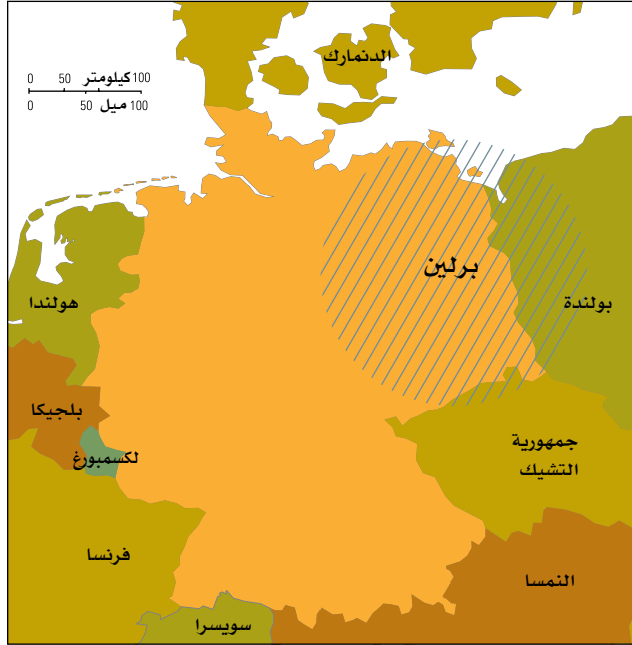 الدنمارك
0 50 كيلومتر 100
0 50 ميل 100
برلين
هولندا
بولندة
بلجيكا
جمهورية
التشيك
لكسمبورغ
فرنسا
النمسا
سويسرا